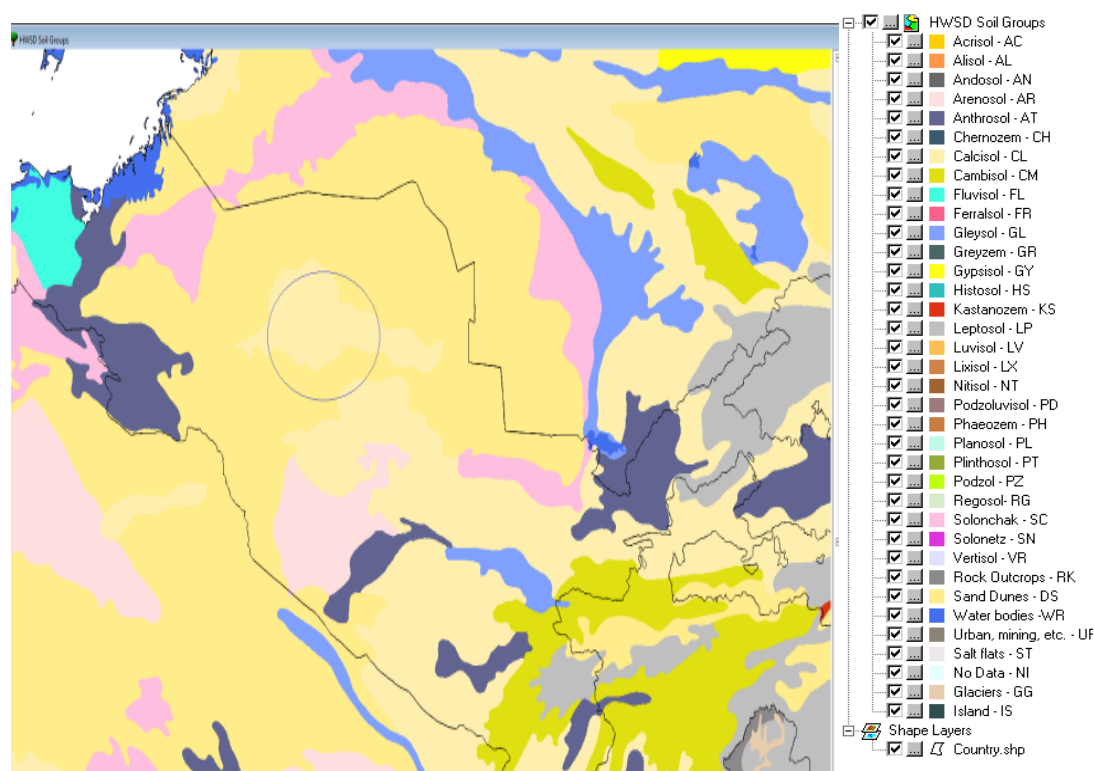 HWSD Soil Groups
HWSD Soil Groups
Acrisol - AC
Alisol - AL
Andosol - AN
Arenosol - AR
Anthrosol - AT
Chernozem - CH
Calcisol - CL
Cambisol - CM
Fluvisol - FL
Ferralsol - FR
Gleysol - GL
Greyzem - GR
Gypsisol - GY
Histosol - HS
Kastanozem - KS
Leptosol - LP
Luvisol - LV
Lixisol - LX
Nitisol - NT
Podzoluvisol - PD
Phaeozem - PH
Planosol - PL
Plinthosol - PT
Podzol - PZ
Regosol- RG
Solonchak - SC
Solonetz - SN
Vertisol - VR
Rock Outcrops - RK
Sand Dunes - DS
Water bodies -WR
Urban, mining, etc. - UR
Salt flats - ST
No Data - NI
Glaciers - GG
Island - IS
Shape Layers
Country.shp